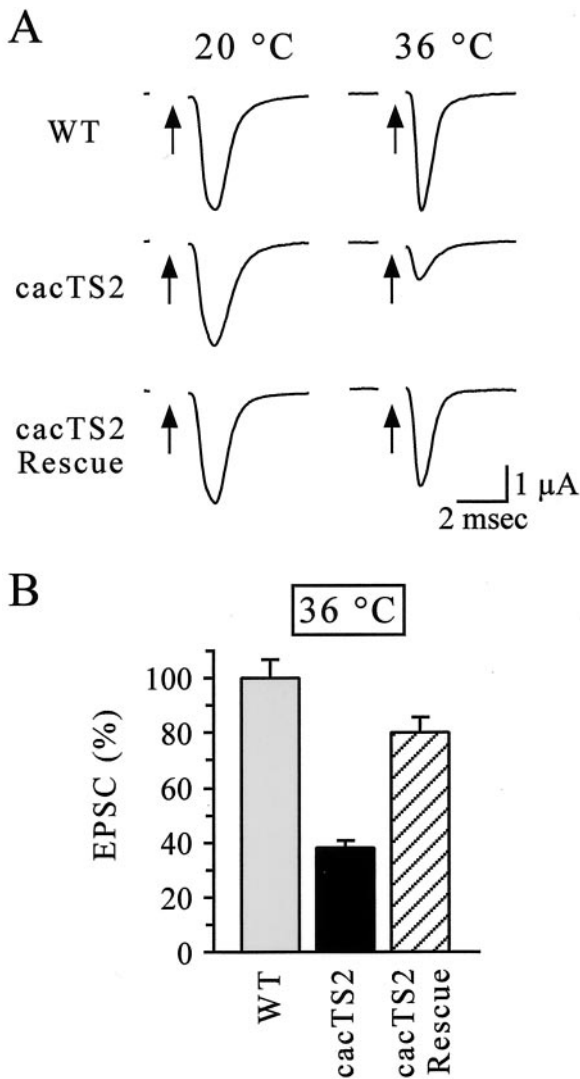 A
20 °C 36 °C
WT
cacTS2
cacTS2
Rescue
1 μA
2 msec
B
36 °C
EPSC (%)
100
80
60
40
20
0
WT
cacTS2
cacTS2
Rescue